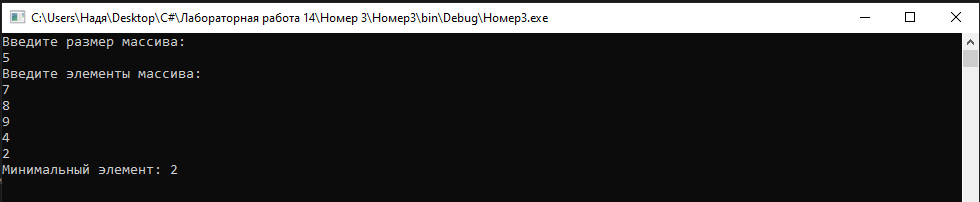 C:\Users\Надя\Desktop\C#\Лабораторная работа 14\Номер 3\Номер3\bin\Debug\Номер3.exe
Введите размер массива:
5
Введите элементы массива:
7
8
9
4
2
Минимальный элемент: 2